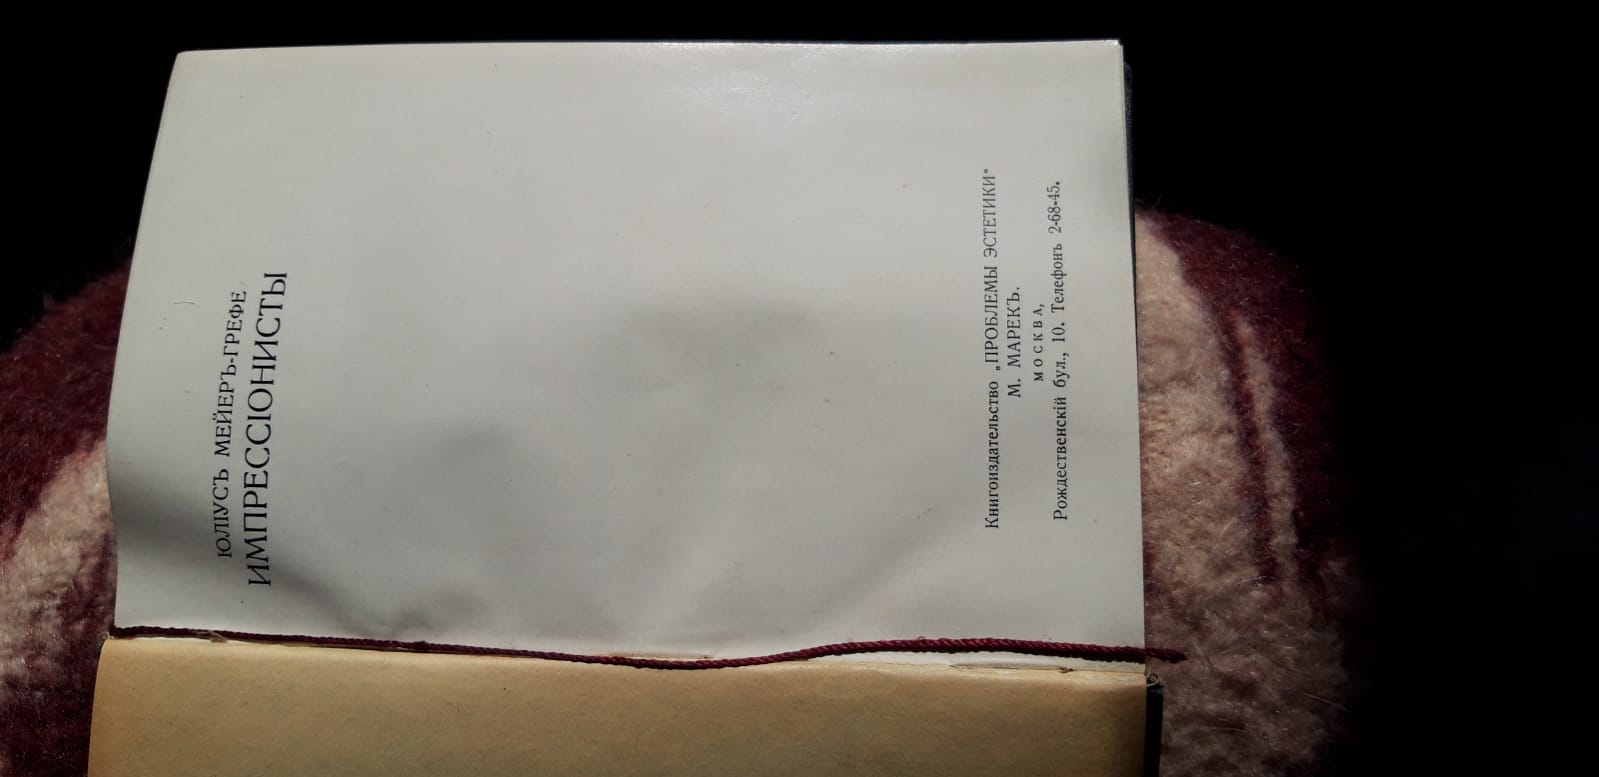 ЮЛІУСЪ МЕЙЕРЪ-ГРЕФЕ
ИМПРЕССІОНИСТЫ
Книгоиздательство „ПРОБЛЕМЫ ЭСТЕТИКИ“
М. МАРЕКЪ.
МОСКВА,
Рождественскій бул., 10. Телефонъ 2-68-45.